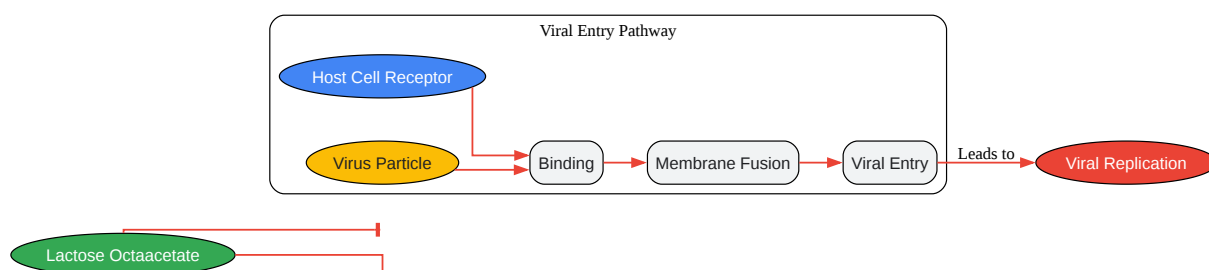 Viral Entry Pathway
Host Cell Receptor
Virus Particle
Binding
Membrane Fusion
Viral Entry
Leads to
Viral Replication
Lactose Octaacetate